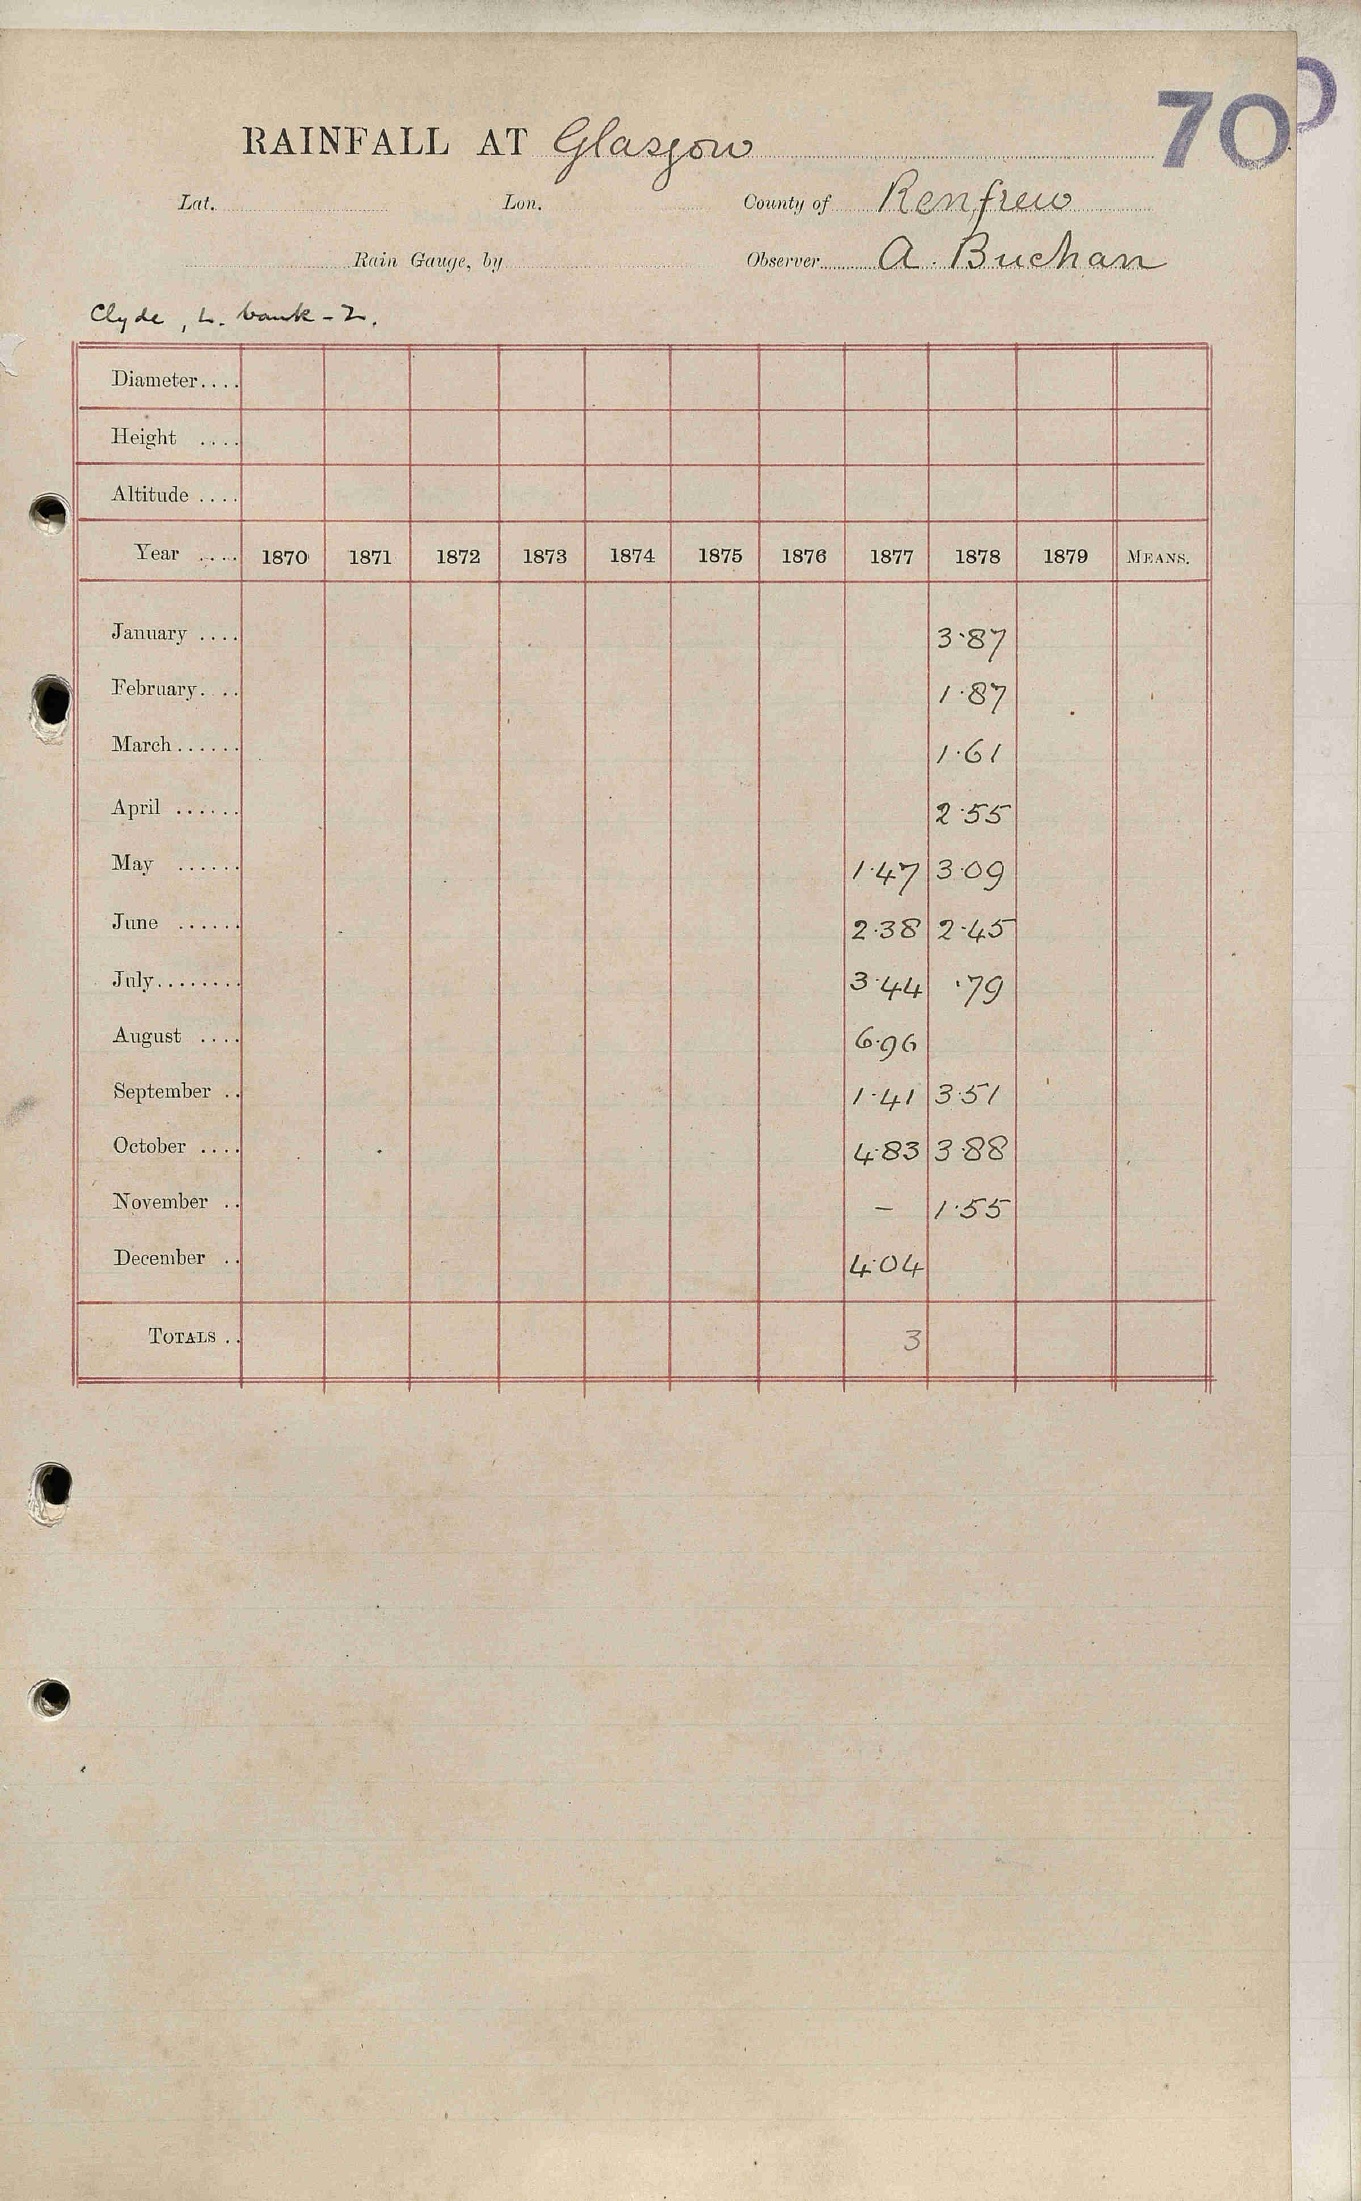 70
RAINFALL AT Glasgow
Lat. Lon. County of Renfrew
Rain Gauge, by Observer A. Buchan
Clyde, L. bank - 2.
Diameter....
Height ....
Altitude ....
Year .... 1870 1871 1872 1873 1874 1875 1876 1877 1878 1879 MEANS.
January .... 3.87
February. .. 1.87
March...... 1.61
April ...... 2.55
May ...... 1.47 3.09
June ...... 2.38 2.45
July........ 3.44 .79
August .... 6.96
September .. 1.41 3.51
October .... 4.83 3.88
November .. - 1.55
December .. 4.04
TOTALS .. 3